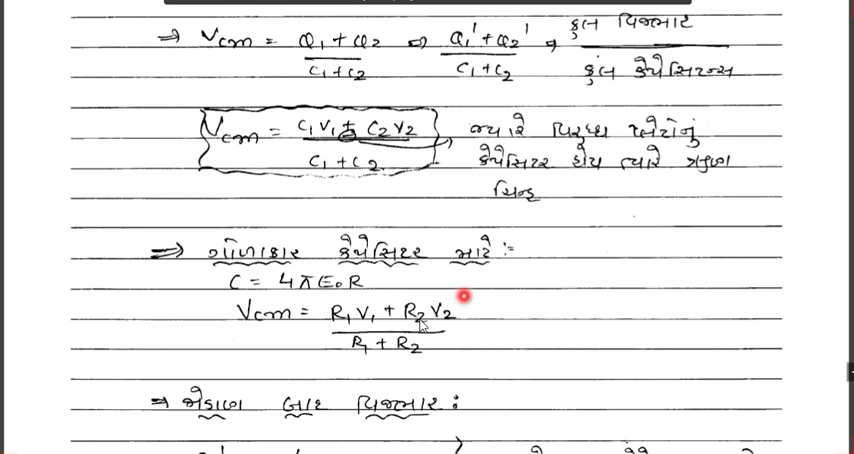 ⇒ Vcm = Q₁ + Q₂ / C₁ + C₂ ⇒ Q₁' + Q₂' / C₁ + C₂ ⇒ કુલ વિજભાર / કુલ કેપેસિટન્સ
Vcm = C₁V₁ ± C₂V₂ / C₁ + C₂ , જ્યારે વિરુધ્ધ પ્લેટોનું
કેપેસિટર હોય ત્યારે ઋણ
ચિન્હ
⇒ ગોળાકાર કેપેસિટર માટે :-
C = 4πE₀R
Vcm = R₁V₁ + R₂V₂ / R₁ + R₂
⇒ જોડાણ બાદ વિજભાર :